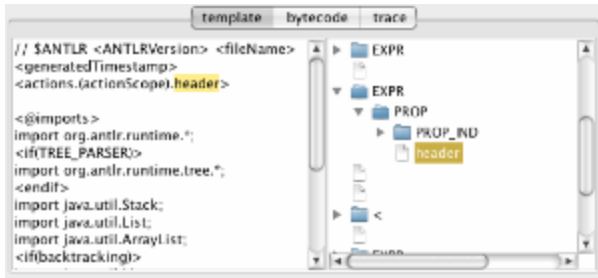 template bytecode trace
// $ANTLR <ANTLRVersion> <fileName>
<generatedTimestamp>
<actions.(actionScope).header>
<@imports>
import org.antlr.runtime.*;
<if(TREE_PARSER)>
import org.antlr.runtime.tree.*;
<endif>
import java.util.Stack;
import java.util.List;
import java.util.ArrayList;
<if(backtracking)>
EXPR
EXPR
PROP
PROP_IND
header
<